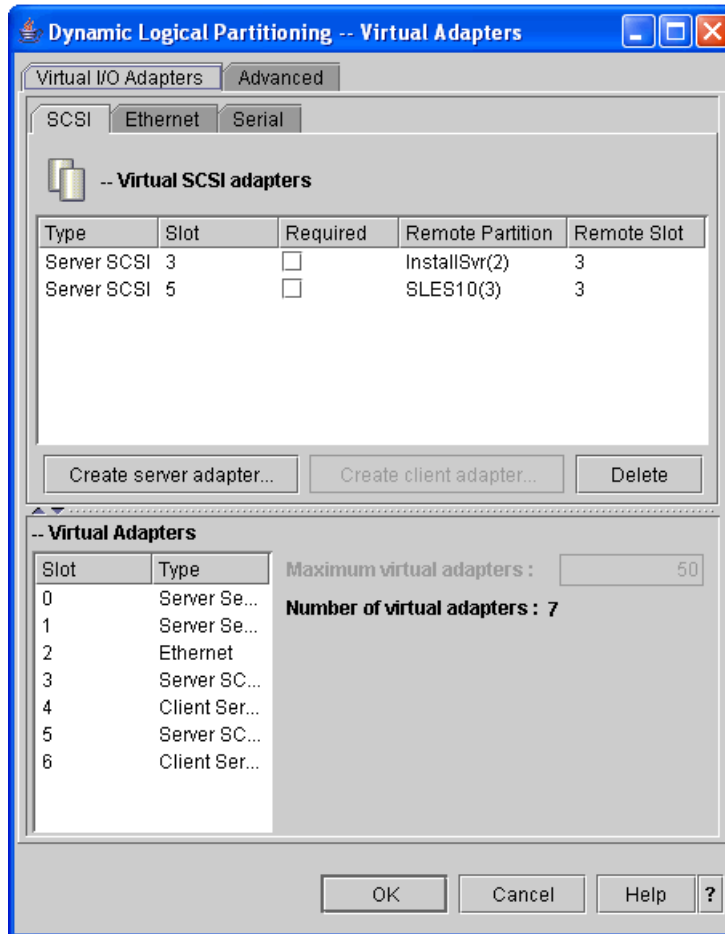 Dynamic Logical Partitioning -- Virtual Adapters
Virtual I/O Adapters Advanced
SCSI Ethernet Serial
-- Virtual SCSI adapters
Type Slot Required Remote Partition Remote Slot
Server SCSI 3 InstallSvr(2) 3
Server SCSI 5 SLES10(3) 3
Create server adapter... Create client adapter... Delete
-- Virtual Adapters
Slot Type
0 Server Se...
1 Server Se...
2 Ethernet
3 Server SC...
4 Client Ser...
5 Server SC...
6 Client Ser...
Maximum virtual adapters : 50
Number of virtual adapters : 7
OK Cancel Help ?